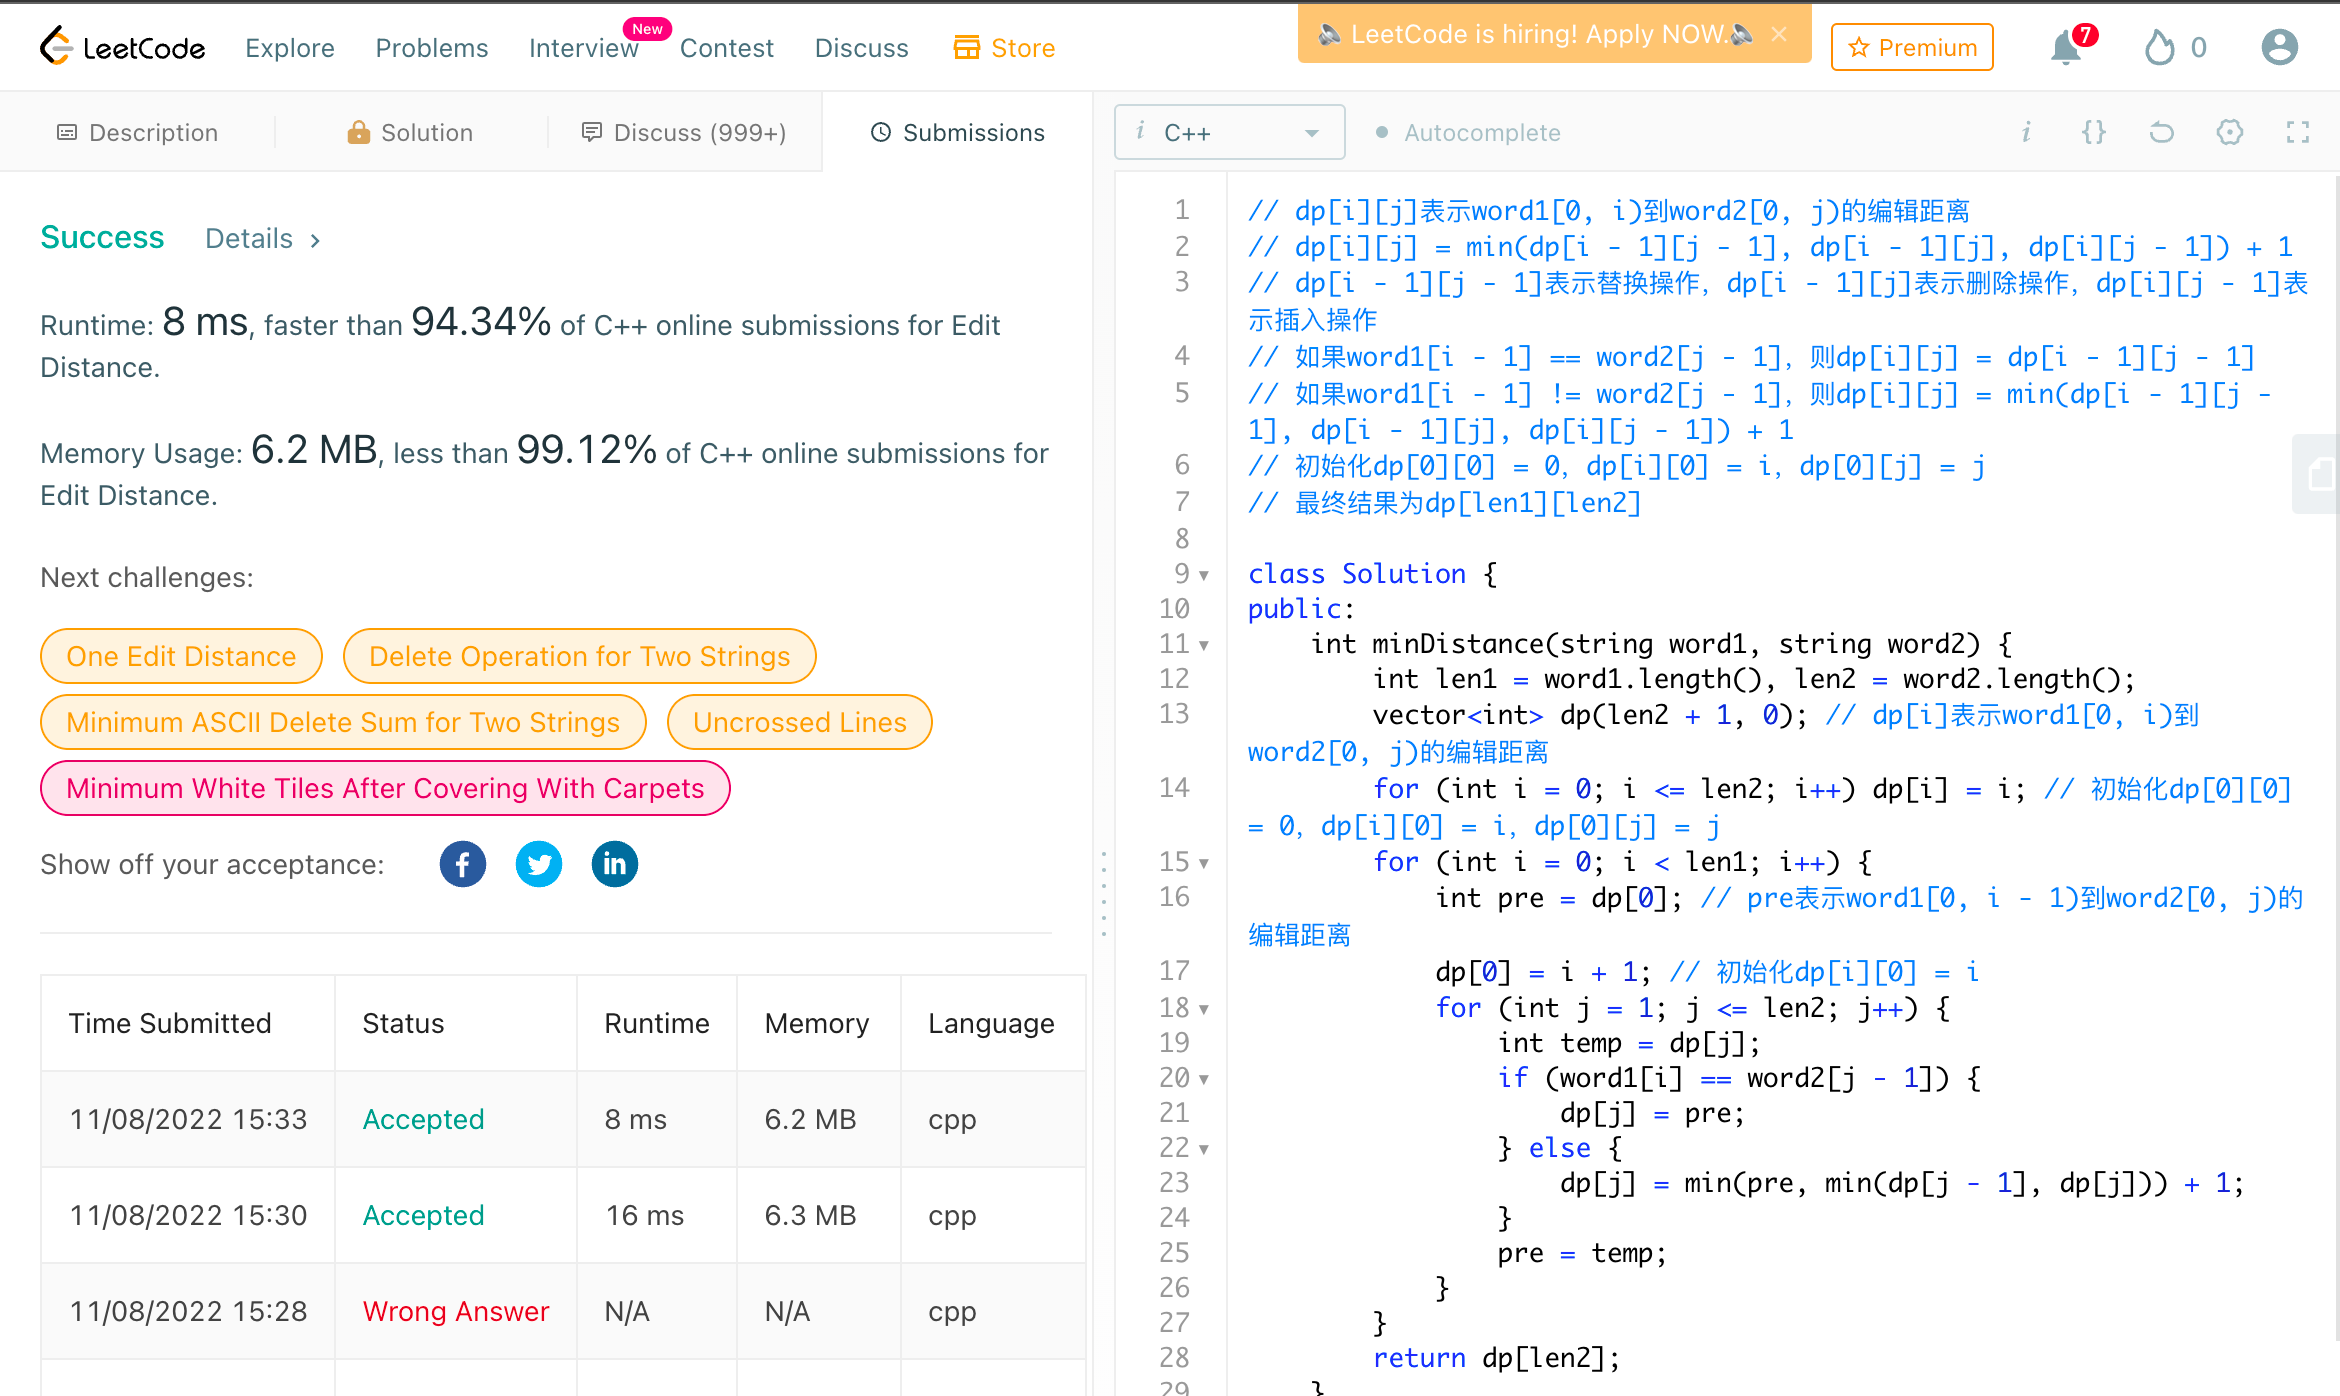 LeetCode Explore Problems Interview New Contest Discuss Store LeetCode is hiring! Apply NOW. × Premium 7 0
Description Solution Discuss (999+) Submissions
Success Details >
Runtime: 8 ms, faster than 94.34% of C++ online submissions for Edit
Distance.
Memory Usage: 6.2 MB, less than 99.12% of C++ online submissions for
Edit Distance.
Next challenges:
One Edit Distance Delete Operation for Two Strings
Minimum ASCII Delete Sum for Two Strings Uncrossed Lines
Minimum White Tiles After Covering With Carpets
Show off your acceptance:
Time Submitted Status Runtime Memory Language
11/08/2022 15:33 Accepted 8 ms 6.2 MB cpp
11/08/2022 15:30 Accepted 16 ms 6.3 MB cpp
11/08/2022 15:28 Wrong Answer N/A N/A cpp
i C++ Autocomplete i {}
1 // dp[i][j]表示word1[0, i)到word2[0, j)的编辑距离
2 // dp[i][j] = min(dp[i - 1][j - 1], dp[i - 1][j], dp[i][j - 1]) + 1
3 // dp[i - 1][j - 1]表示替换操作，dp[i - 1][j]表示删除操作，dp[i][j - 1]表
示插入操作
4 // 如果word1[i - 1] == word2[j - 1]，则dp[i][j] = dp[i - 1][j - 1]
5 // 如果word1[i - 1] != word2[j - 1]，则dp[i][j] = min(dp[i - 1][j -
1], dp[i - 1][j], dp[i][j - 1]) + 1
6 // 初始化dp[0][0] = 0，dp[i][0] = i，dp[0][j] = j
7 // 最终结果为dp[len1][len2]
8
9 class Solution {
10 public:
11     int minDistance(string word1, string word2) {
12         int len1 = word1.length(), len2 = word2.length();
13         vector<int> dp(len2 + 1, 0); // dp[i]表示word1[0, i)到
word2[0, j)的编辑距离
14         for (int i = 0; i <= len2; i++) dp[i] = i; // 初始化dp[0][0]
= 0，dp[i][0] = i，dp[0][j] = j
15         for (int i = 0; i < len1; i++) {
16             int pre = dp[0]; // pre表示word1[0, i - 1)到word2[0, j)的
编辑距离
17             dp[0] = i + 1; // 初始化dp[i][0] = i
18             for (int j = 1; j <= len2; j++) {
19                 int temp = dp[j];
20                 if (word1[i] == word2[j - 1]) {
21                     dp[j] = pre;
22                 } else {
23                     dp[j] = min(pre, min(dp[j - 1], dp[j])) + 1;
24                 }
25                 pre = temp;
26             }
27         }
28         return dp[len2];
29     }